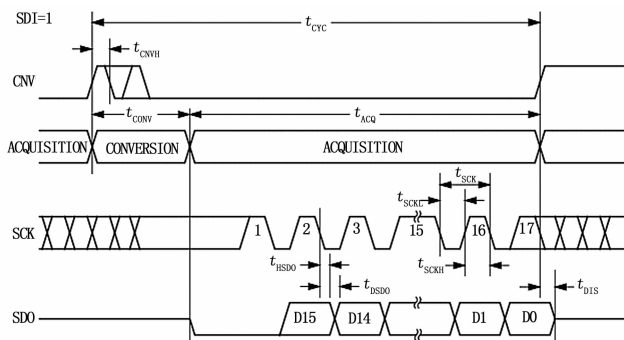 SDI=1
tCYC
tCNVH
CNV
tCONV
tACQ
ACQUISITION
CONVERSION
ACQUISITION
tSCK
tSCKL
SCK
1
2
3
15
16
17
tHSDO
tSCKH
tDSDO
tDIS
SDO
D15
D14
D1
D0